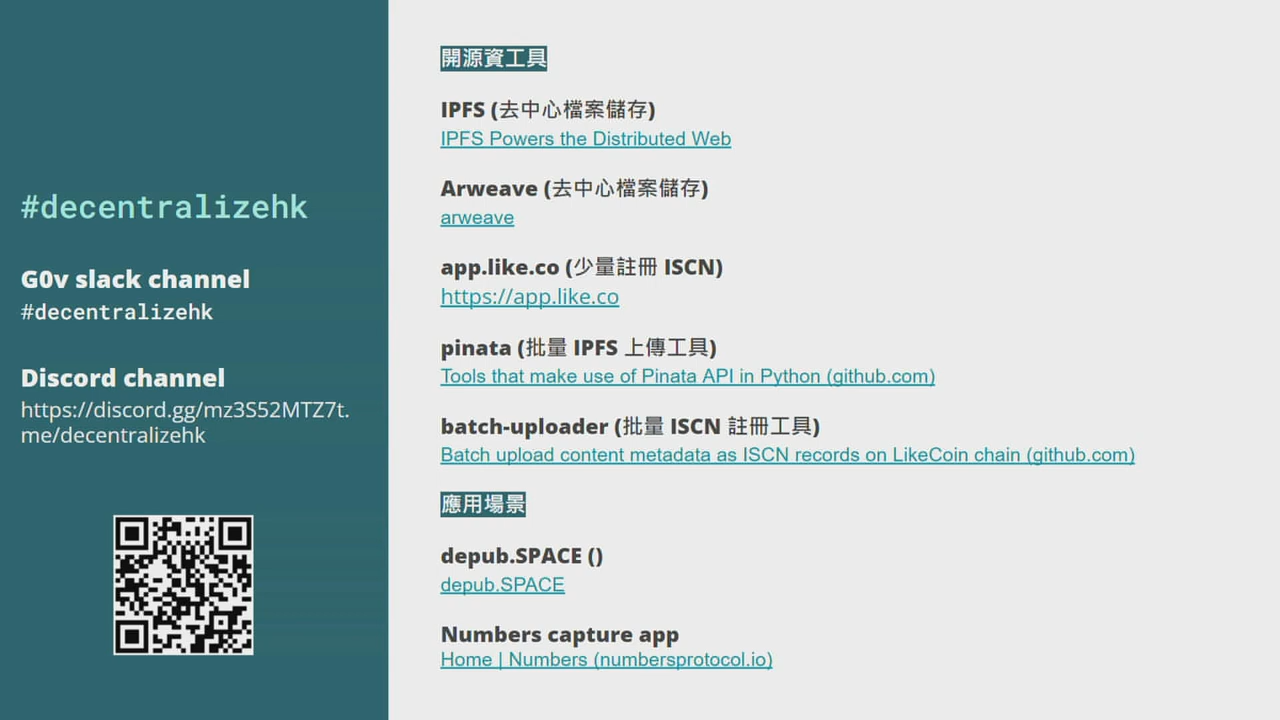 #decentralizehk
G0v slack channel
#decentralizehk
Discord channel
https://discord.gg/mz3S52MTZ7t.
me/decentralizehk
開源資工具
IPFS (去中心檔案儲存)
IPFS Powers the Distributed Web
Arweave (去中心檔案儲存)
arweave
app.like.co (少量註冊 ISCN)
https://app.like.co
pinata (批量 IPFS 上傳工具)
Tools that make use of Pinata API in Python (github.com)
batch-uploader (批量 ISCN 註冊工具)
Batch upload content metadata as ISCN records on LikeCoin chain (github.com)
應用場景
depub.SPACE ()
depub.SPACE
Numbers capture app
Home | Numbers (numbersprotocol.io)